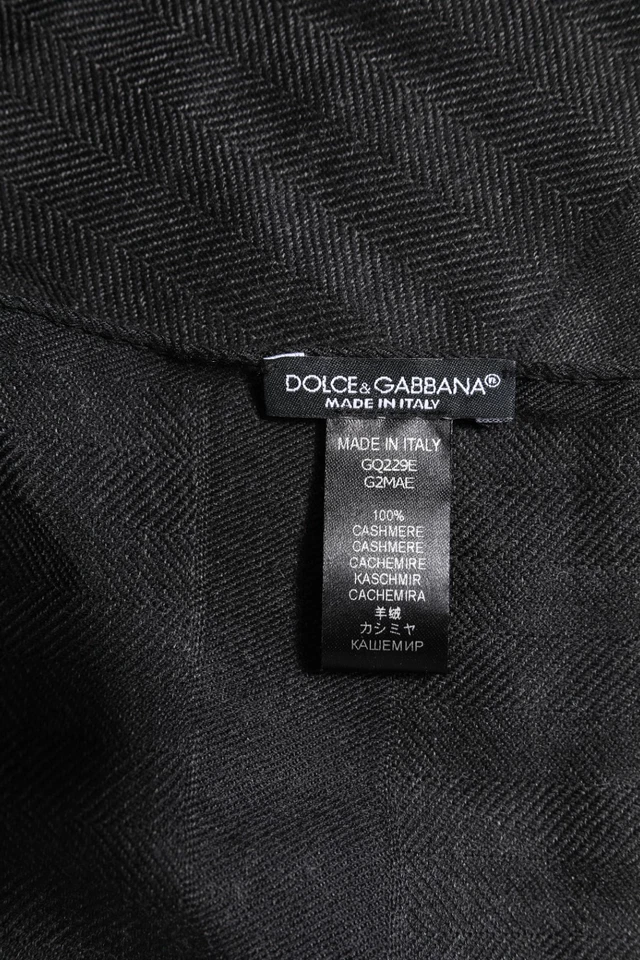 DOLCE&GABBANA®
MADE IN ITALY
MADE IN ITALY
GQ229E
G2MAE
100%
CASHMERE
CASHMERE
CACHEMIRE
KASCHMIR
CACHEMIRA
羊绒
カシミヤ
КАШЕМИР